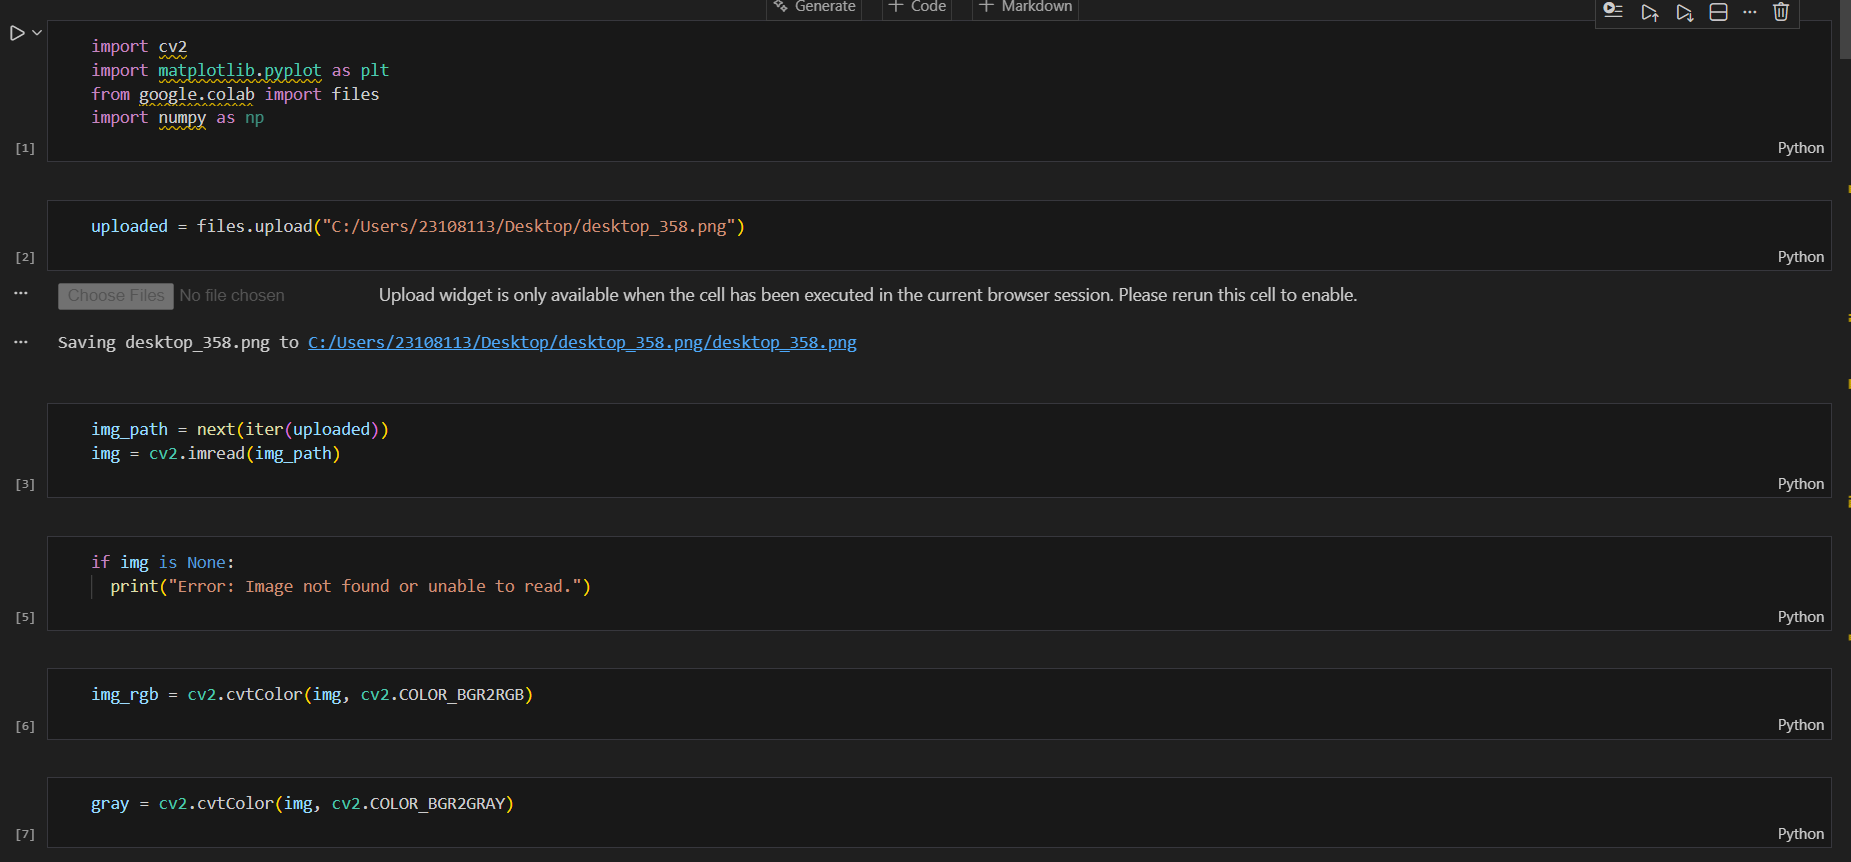 Generate
Code
Markdown
import cv2
import matplotlib.pyplot as plt
from google.colab import files
import numpy as np
[1]
Python
uploaded = files.upload("C:/Users/23108113/Desktop/desktop_358.png")
[2]
Python
Choose Files No file chosen Upload widget is only available when the cell has been executed in the current browser session. Please rerun this cell to enable.
Saving desktop_358.png to C:/Users/23108113/Desktop/desktop_358.png/desktop_358.png
img_path = next(iter(uploaded))
img = cv2.imread(img_path)
[3]
Python
if img is None:
print("Error: Image not found or unable to read.")
[5]
Python
img_rgb = cv2.cvtColor(img, cv2.COLOR_BGR2RGB)
[6]
Python
gray = cv2.cvtColor(img, cv2.COLOR_BGR2GRAY)
[7]
Python